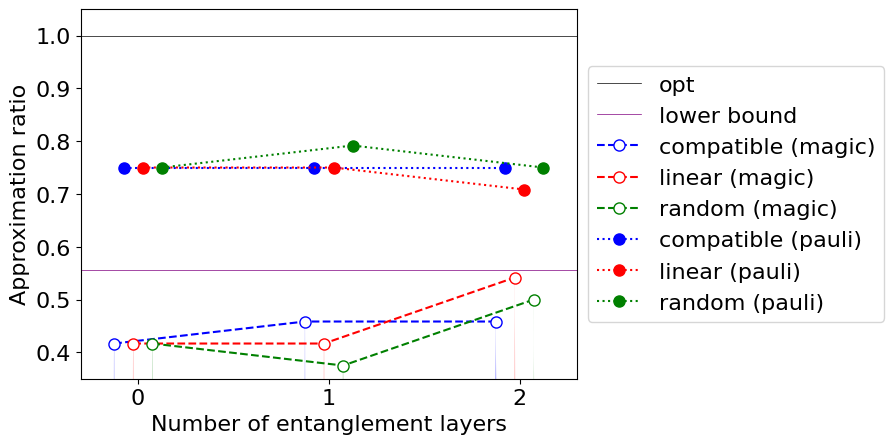 1.0
0.9
0.8
0.7
0.6
0.5
0.4
Approximation ratio
0
1
2
Number of entanglement layers
opt
lower bound
compatible (magic)
linear (magic)
random (magic)
compatible (pauli)
linear (pauli)
random (pauli)